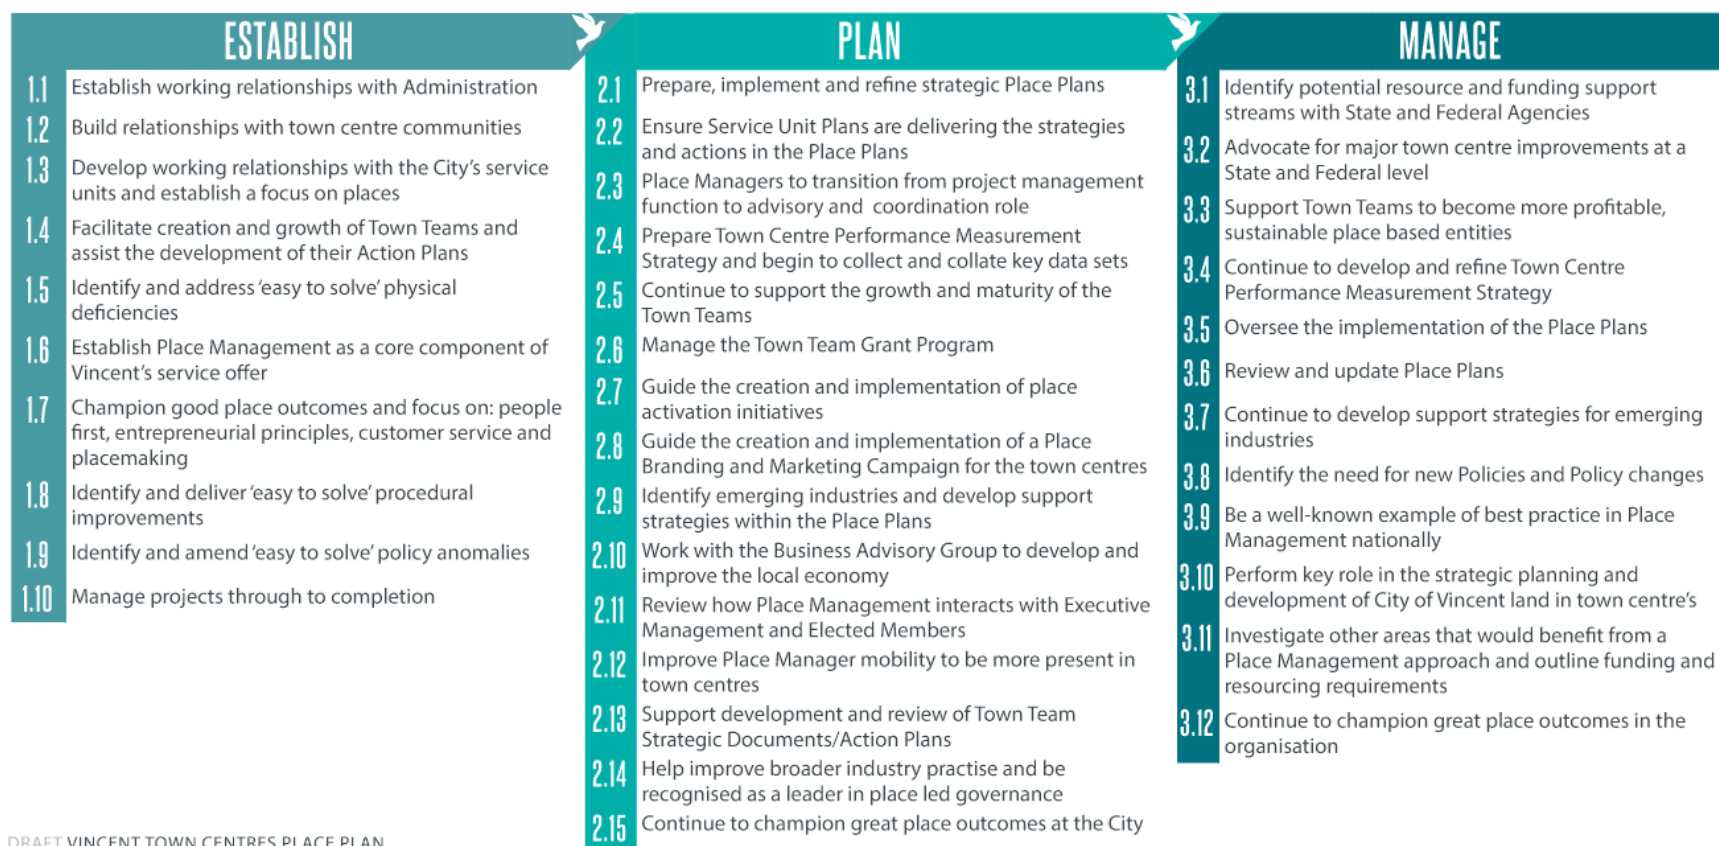 ESTABLISH
1.1 Establish working relationships with Administration
1.2 Build relationships with town centre communities
1.3 Develop working relationships with the City's service
units and establish a focus on places
1.4 Facilitate creation and growth of Town Teams and
assist the development of their Action Plans
1.5 Identify and address 'easy to solve' physical
deficiencies
1.6 Establish Place Management as a core component of
Vincent's service offer
1.7 Champion good place outcomes and focus on: people
first, entrepreneurial principles, customer service and
placemaking
1.8 Identify and deliver 'easy to solve' procedural
improvements
1.9 Identify and amend 'easy to solve' policy anomalies
1.10 Manage projects through to completion
PLAN
2.1 Prepare, implement and refine strategic Place Plans
2.2 Ensure Service Unit Plans are delivering the strategies
and actions in the Place Plans
2.3 Place Managers to transition from project management
function to advisory and coordination role
2.4 Prepare Town Centre Performance Measurement
Strategy and begin to collect and collate key data sets
2.5 Continue to support the growth and maturity of the
Town Teams
2.6 Manage the Town Team Grant Program
2.7 Guide the creation and implementation of place
activation initiatives
2.8 Guide the creation and implementation of a Place
Branding and Marketing Campaign for the town centres
2.9 Identify emerging industries and develop support
strategies within the Place Plans
2.10 Work with the Business Advisory Group to develop and
improve the local economy
2.11 Review how Place Management interacts with Executive
Management and Elected Members
2.12 Improve Place Manager mobility to be more present in
town centres
2.13 Support development and review of Town Team
Strategic Documents/Action Plans
2.14 Help improve broader industry practise and be
recognised as a leader in place led governance
2.15 Continue to champion great place outcomes at the City
MANAGE
3.1 Identify potential resource and funding support
streams with State and Federal Agencies
3.2 Advocate for major town centre improvements at a
State and Federal level
3.3 Support Town Teams to become more profitable,
sustainable place based entities
3.4 Continue to develop and refine Town Centre
Performance Measurement Strategy
3.5 Oversee the implementation of the Place Plans
3.6 Review and update Place Plans
3.7 Continue to develop support strategies for emerging
industries
3.8 Identify the need for new Policies and Policy changes
3.9 Be a well-known example of best practice in Place
Management nationally
3.10 Perform key role in the strategic planning and
development of City of Vincent land in town centre's
3.11 Investigate other areas that would benefit from a
Place Management approach and outline funding and
resourcing requirements
3.12 Continue to champion great place outcomes in the
organisation
DRAFT VINCENT TOWN CENTRES PLACE PLAN